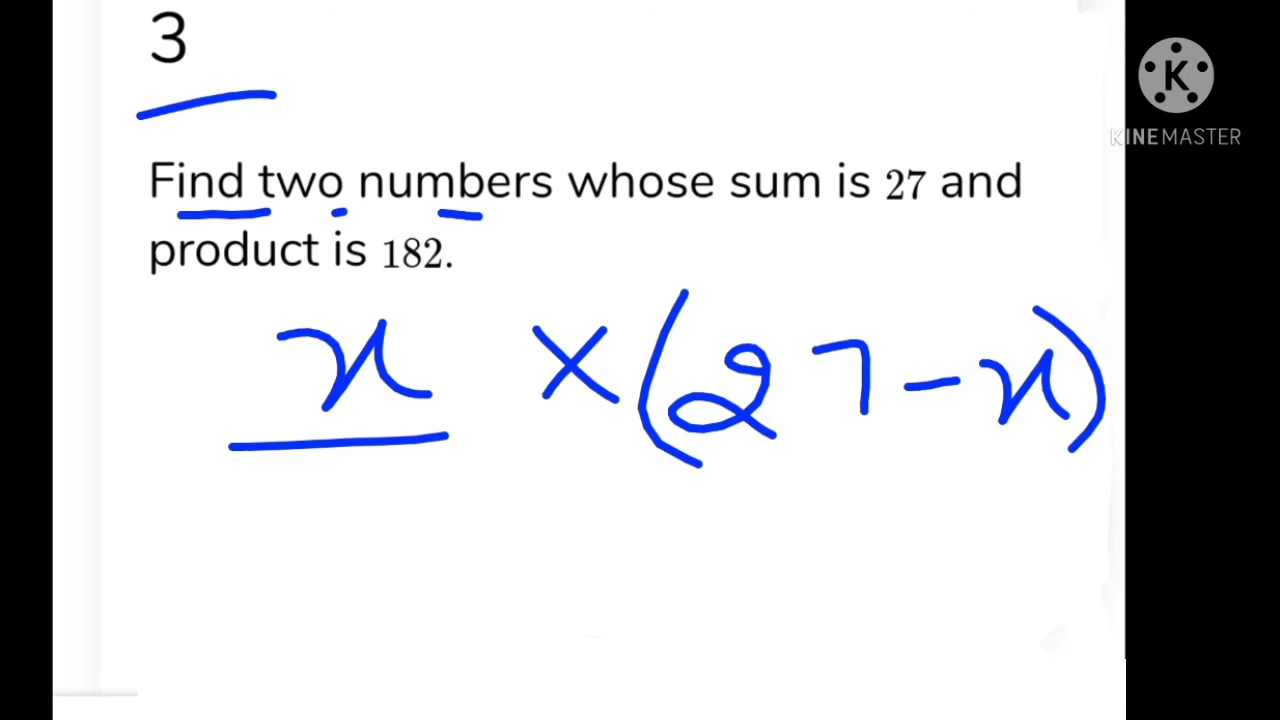 3
KINEMASTER
Find two numbers whose sum is 27 and
product is 182.
x × (27 - x)